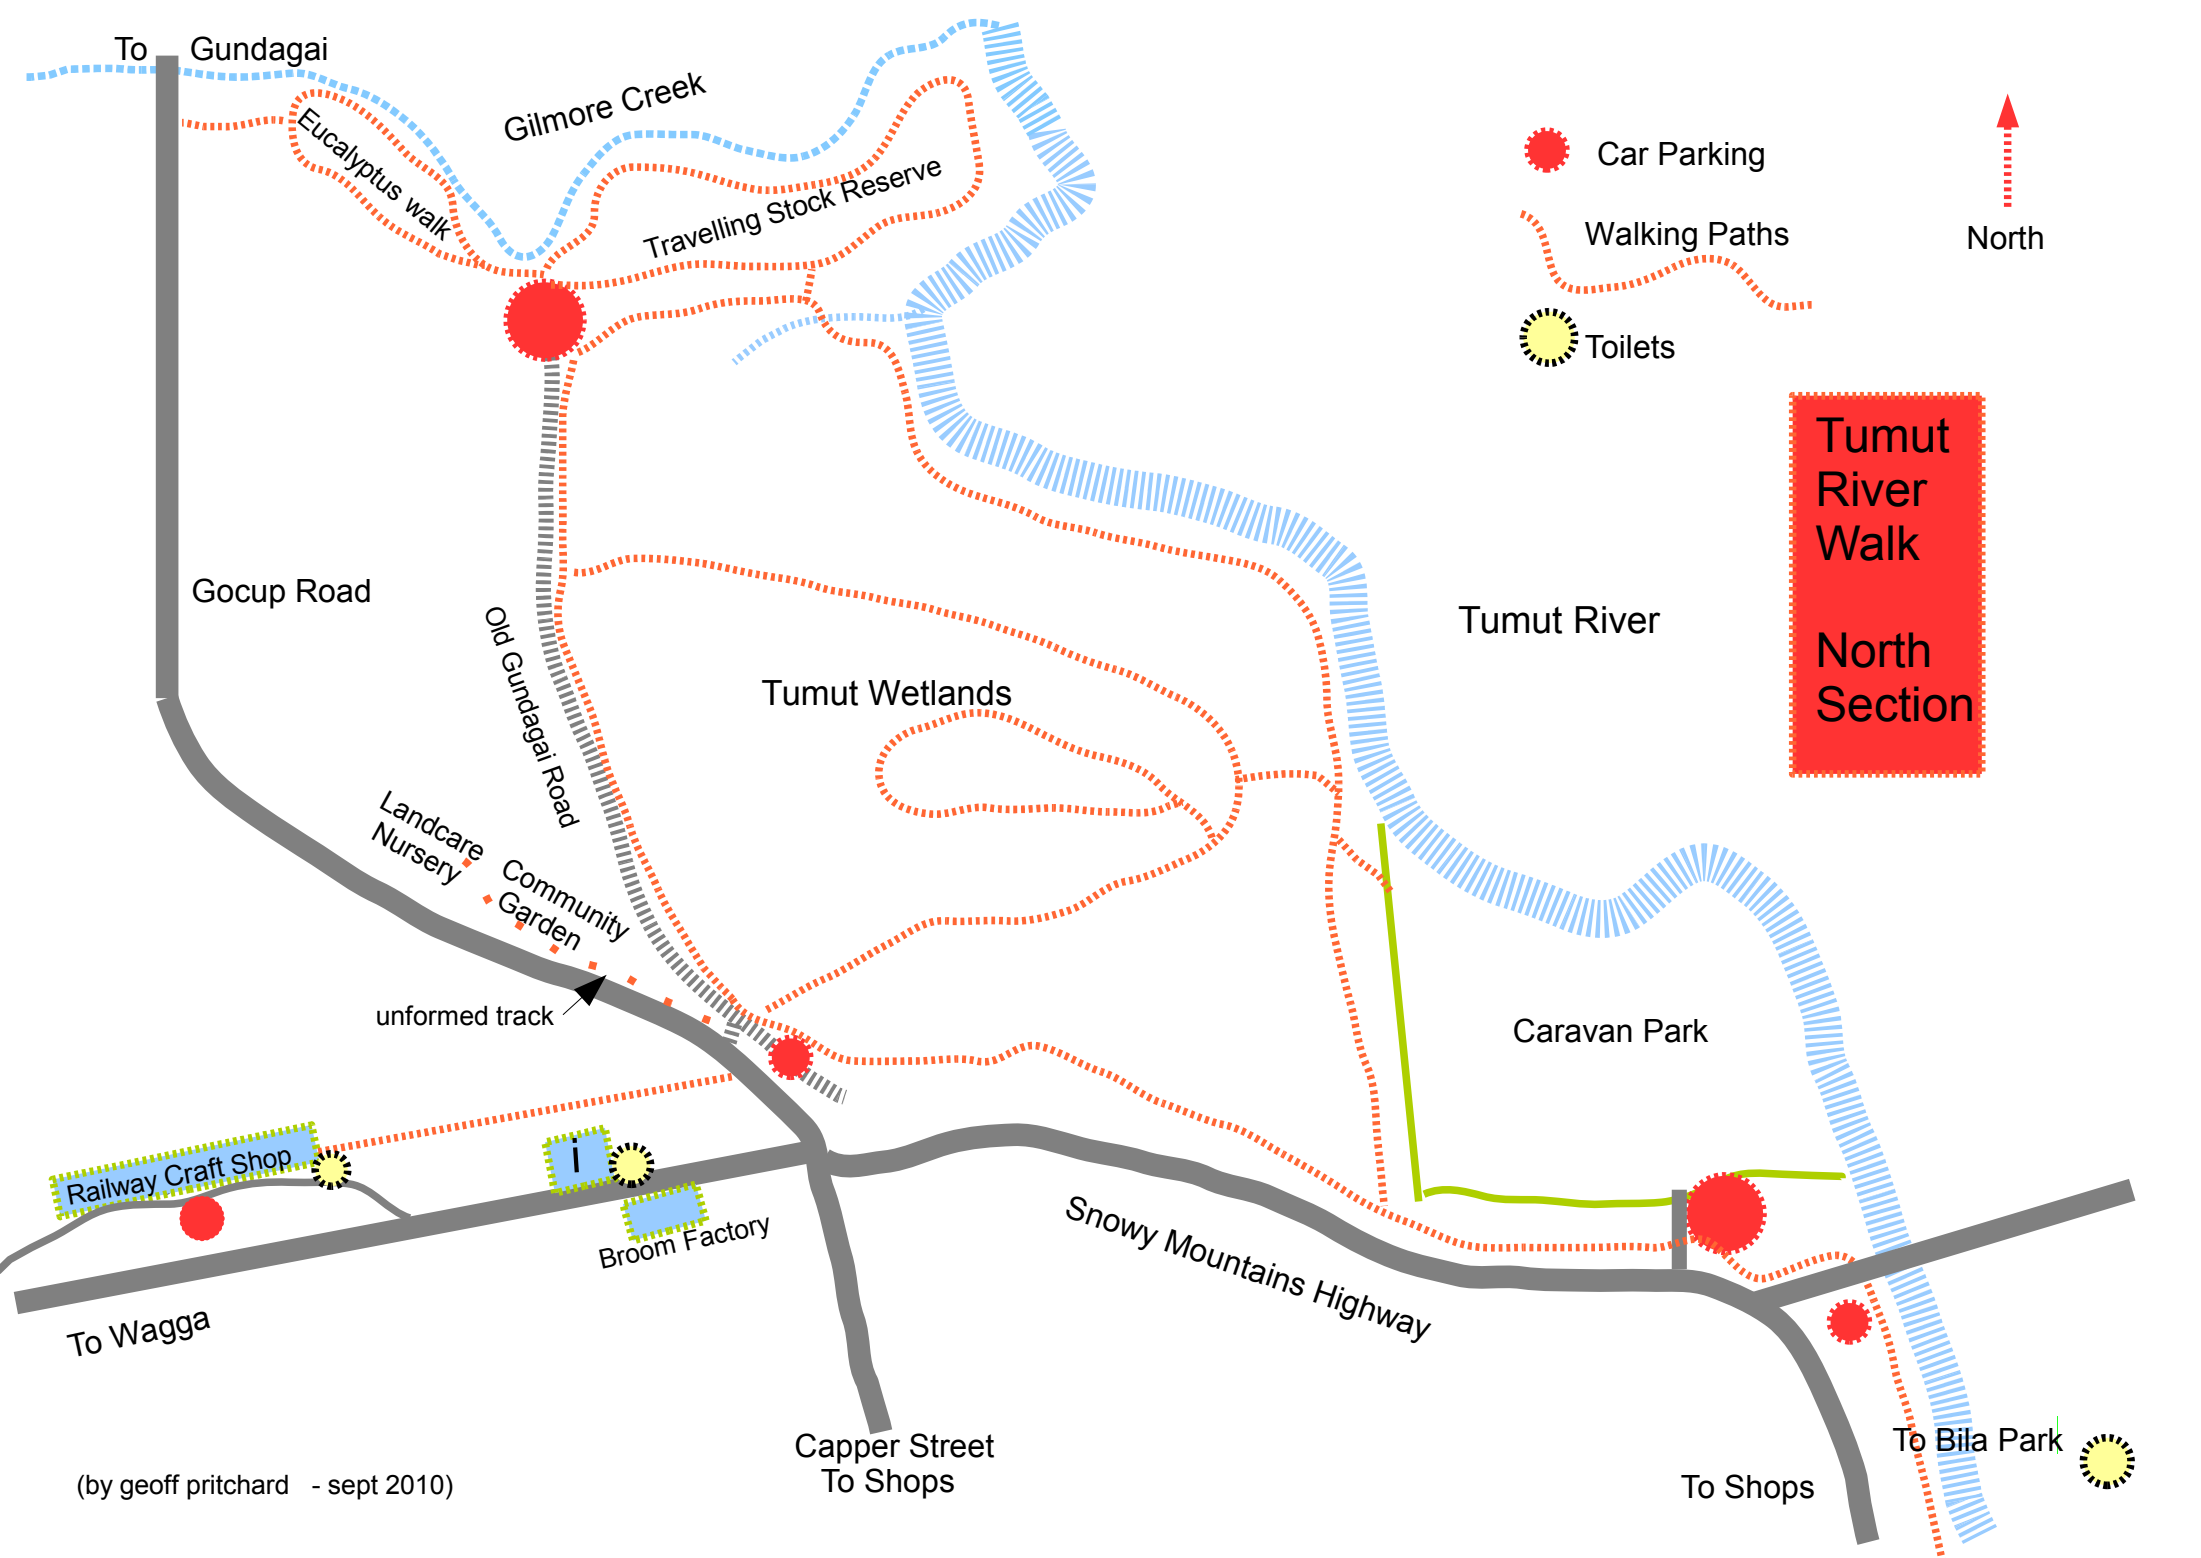 To Gundagai
Gilmore Creek
Eucalyptus walk
Travelling Stock Reserve
Car Parking
Walking Paths
Toilets
North
Tumut
River
Walk
North
Section
Gocup Road
Old Gundagai Road
Tumut River
Tumut Wetlands
Landcare
Nursery
Community
Garden
unformed track
Caravan Park
Railway Craft Shop
i
Broom Factory
To Wagga
Snowy Mountains Highway
Capper Street
To Shops
To Bila Park
To Shops
(by geoff pritchard - sept 2010)